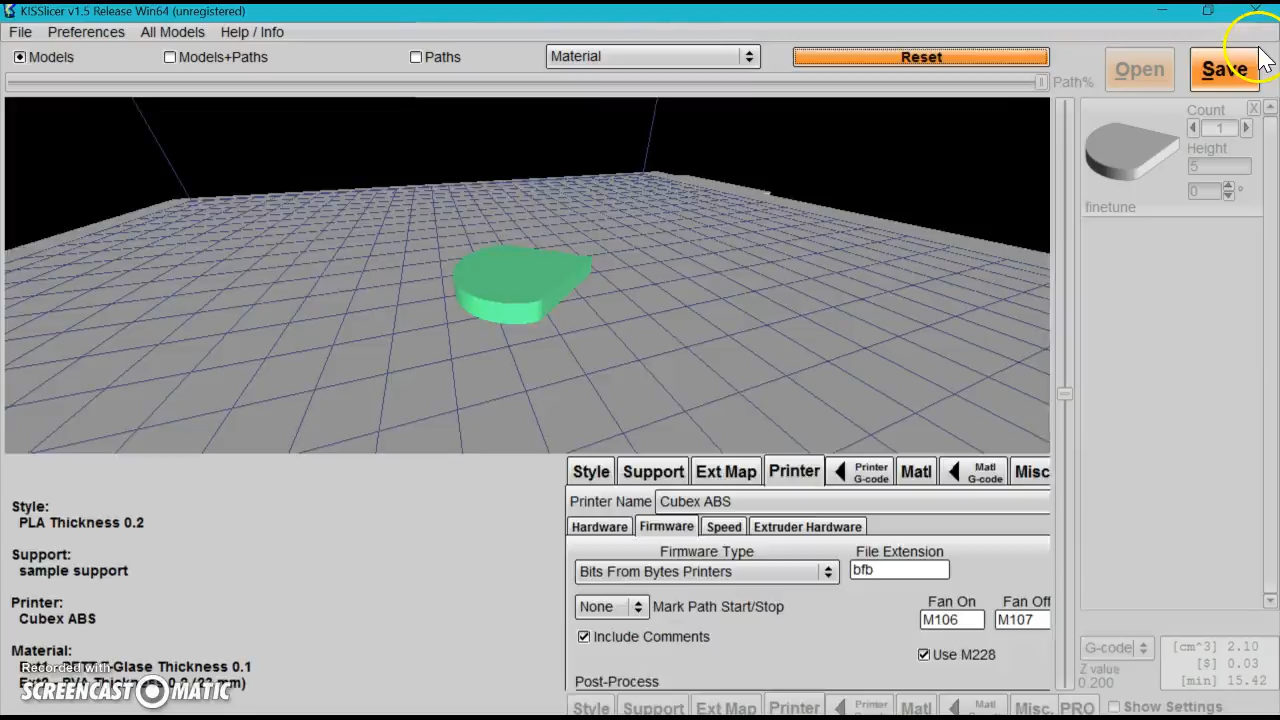 KISSlicer v1.5 Release Win64 (unregistered)
File Preferences All Models Help / Info
Models Models+Paths Paths Material Reset Open Save
Path%
Count
1
Height
5
0 °
finetune
Style Support Ext Map Printer Printer G-code Matl Matl G-code Misc
Printer Name Cubex ABS
Hardware Firmware Speed Extruder Hardware
Firmware Type File Extension
Bits From Bytes Printers bfb
None Mark Path Start/Stop Fan On Fan Off
M106 M107
Include Comments
Use M228
Post-Process
Style:
PLA Thickness 0.2
Support:
sample support
Printer:
Cubex ABS
Material:
-Glase Thickness 0.1
Recorded with
SCREENCAST MATIC
G-code
Z value
0.200
[cm^3] 2.10
[$] 0.03
[min] 15.42
Style Support Ext Map Printer Printer G-code Matl Matl G-code Misc. PRO Show Settings